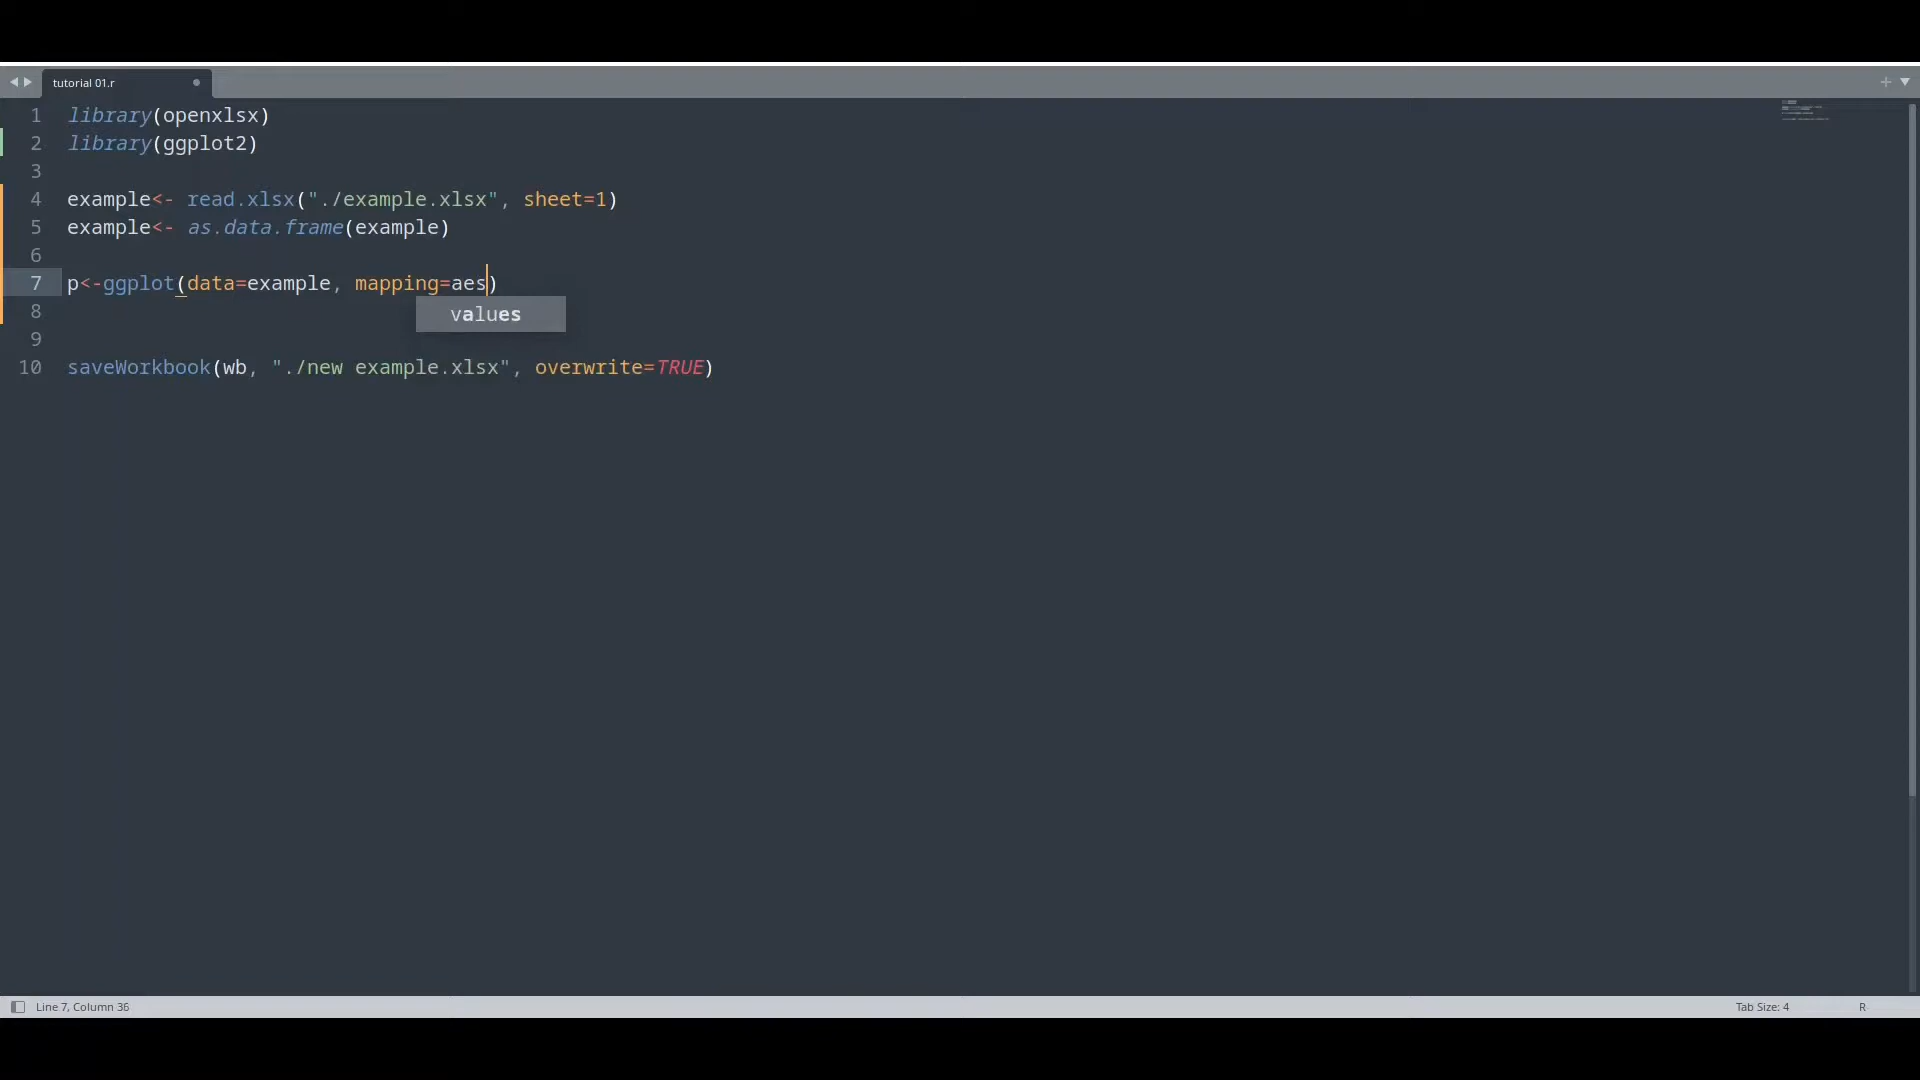 tutorial 01.r
1 library(openxlsx)
2 library(ggplot2)
3
4 example<- read.xlsx("./example.xlsx", sheet=1)
5 example<- as.data.frame(example)
6
7 p<-ggplot(data=example, mapping=aes)
values
8
9
10 saveWorkbook(wb, "./new example.xlsx", overwrite=TRUE)
Line 7, Column 36
Tab Size: 4
R